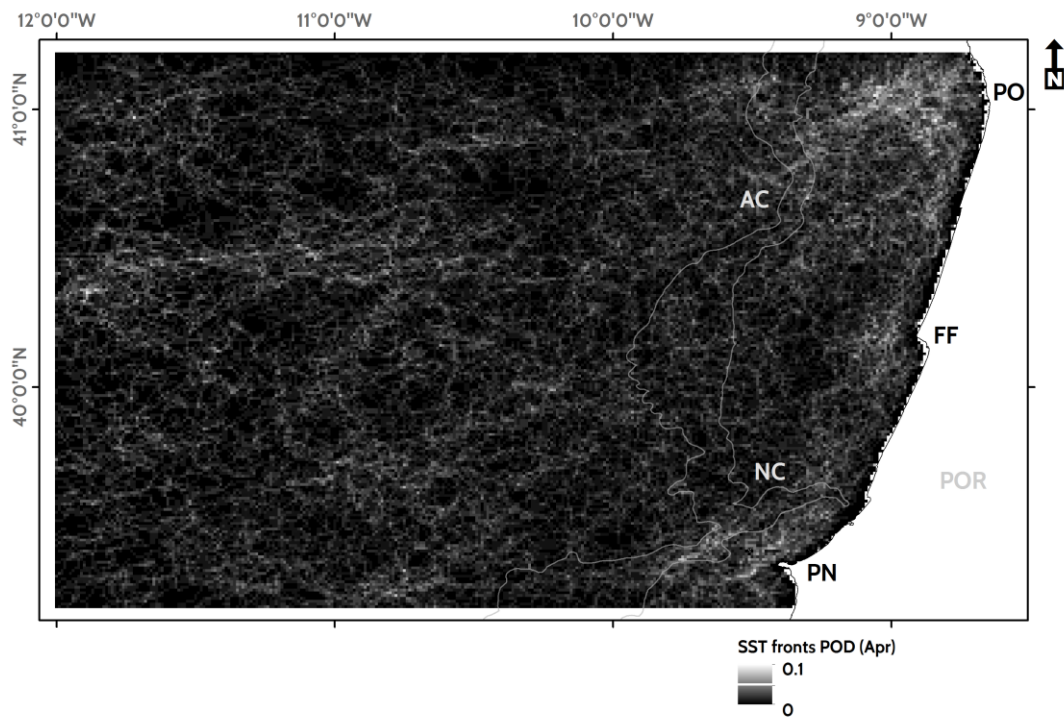 12°0'0"W 11°0'0"W 10°0'0"W 9°0'0"W
N
41°0'0"N
PO
AC
FF
40°0'0"N
NC
POR
PN
SST fronts POD (Apr)
0.1
0